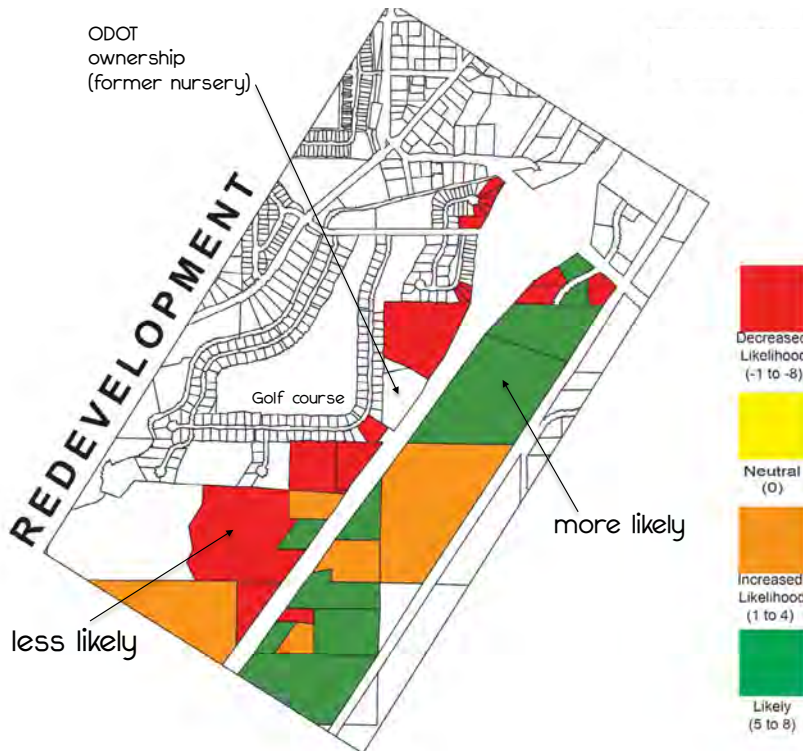 ODOT
ownership
(former nursery)
REDEVELOPMENT
Golf course
more likely
less likely
Decreased
Likelihood
(-1 to -8)
Neutral
(0)
Increased
Likelihood
(1 to 4)
Likely
(5 to 8)